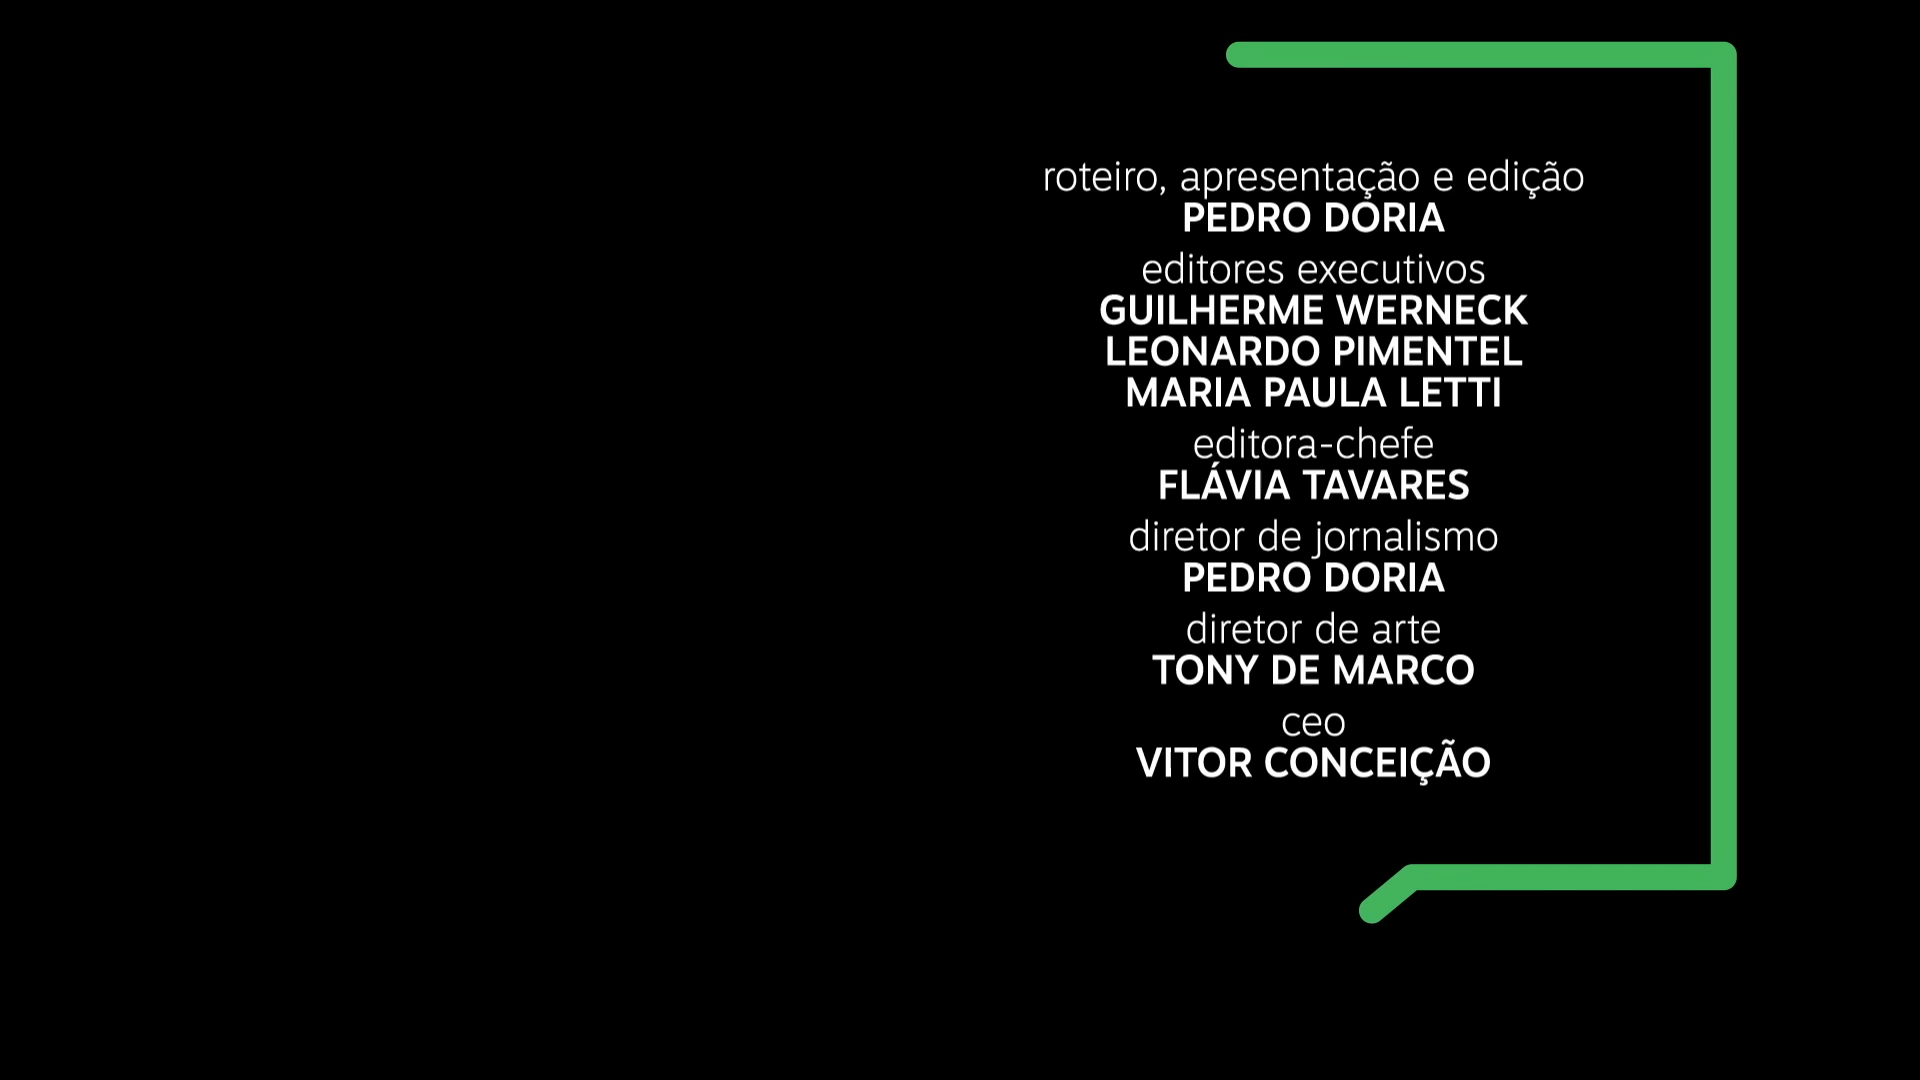 roteiro, apresentação e edição
PEDRO DORIA
editores executivos
GUILHERME WERNECK
LEONARDO PIMENTEL
MARIA PAULA LETTI
editora-chefe
FLÁVIA TAVARES
diretor de jornalismo
PEDRO DORIA
diretor de arte
TONY DE MARCO
ceo
VITOR CONCEIÇÃO